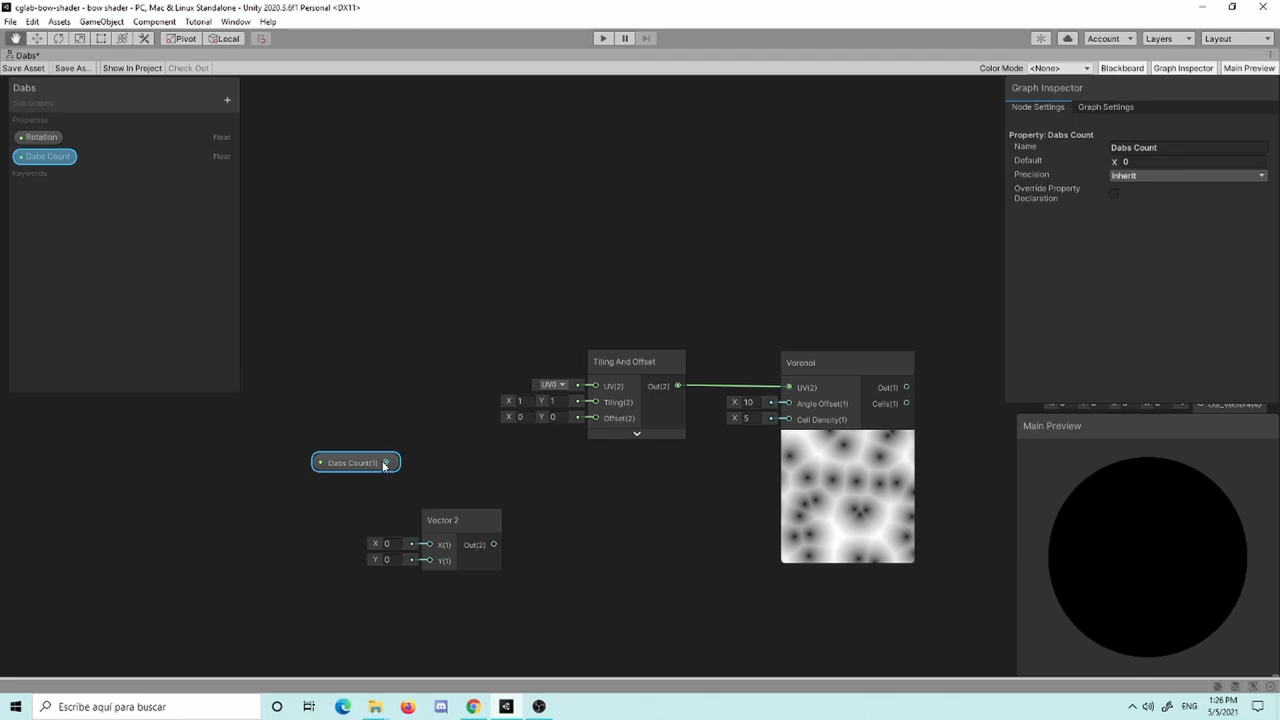 cglab-bow-shader - bow shader - PC, Mac & Linux Standalone - Unity 2020.3.6f1 Personal <DX11>
File Edit Assets GameObject Component Tutorial Window Help
Pivot Local Account Layers Layout
Dabs*
Save Asset Save As... Show In Project Check Out Color Mode <None> Blackboard Graph Inspector Main Preview
Dabs
Sub Graphs
Properties
Rotation Float
Dabs Count Float
Keywords
Graph Inspector
Node Settings Graph Settings
Property: Dabs Count
Name Dabs Count
Default X 0
Precision Inherit
Override Property
Declaration
Tiling And Offset
UV0 UV(2) Out(2)
X 1 Y 1 Tiling(2)
X 0 Y 0 Offset(2)
Voronoi
UV(2) Out(1)
X 10 Angle Offset(1) Cells(1)
X 5 Cell Density(1)
Dabs Count(1)
Vector 2
X 0 X(1) Out(2)
Y 0 Y(1)
Main Preview
Escribe aquí para buscar
ENG
1:26 PM
5/5/2021